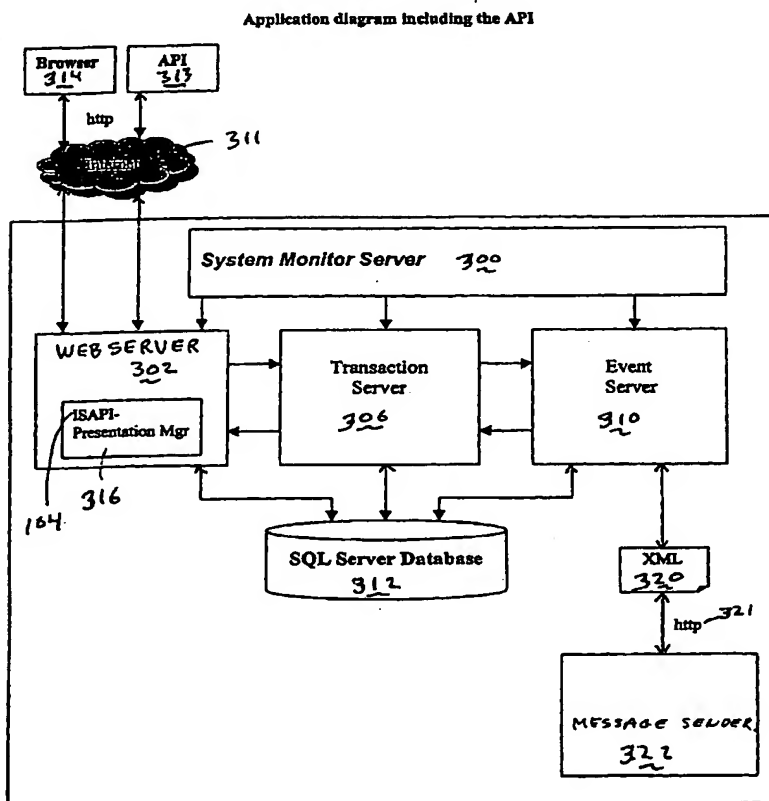 Application diagram including the API
Browser
314
API
313
http
311
Internet
System Monitor Server 300
WEB SERVER
302
Transaction
Server
306
Event
Server
310
ISAPI-
Presentation Mgr
316
184
SQL Server Database
312
XML
320
http
321
MESSAGE SENDER
322